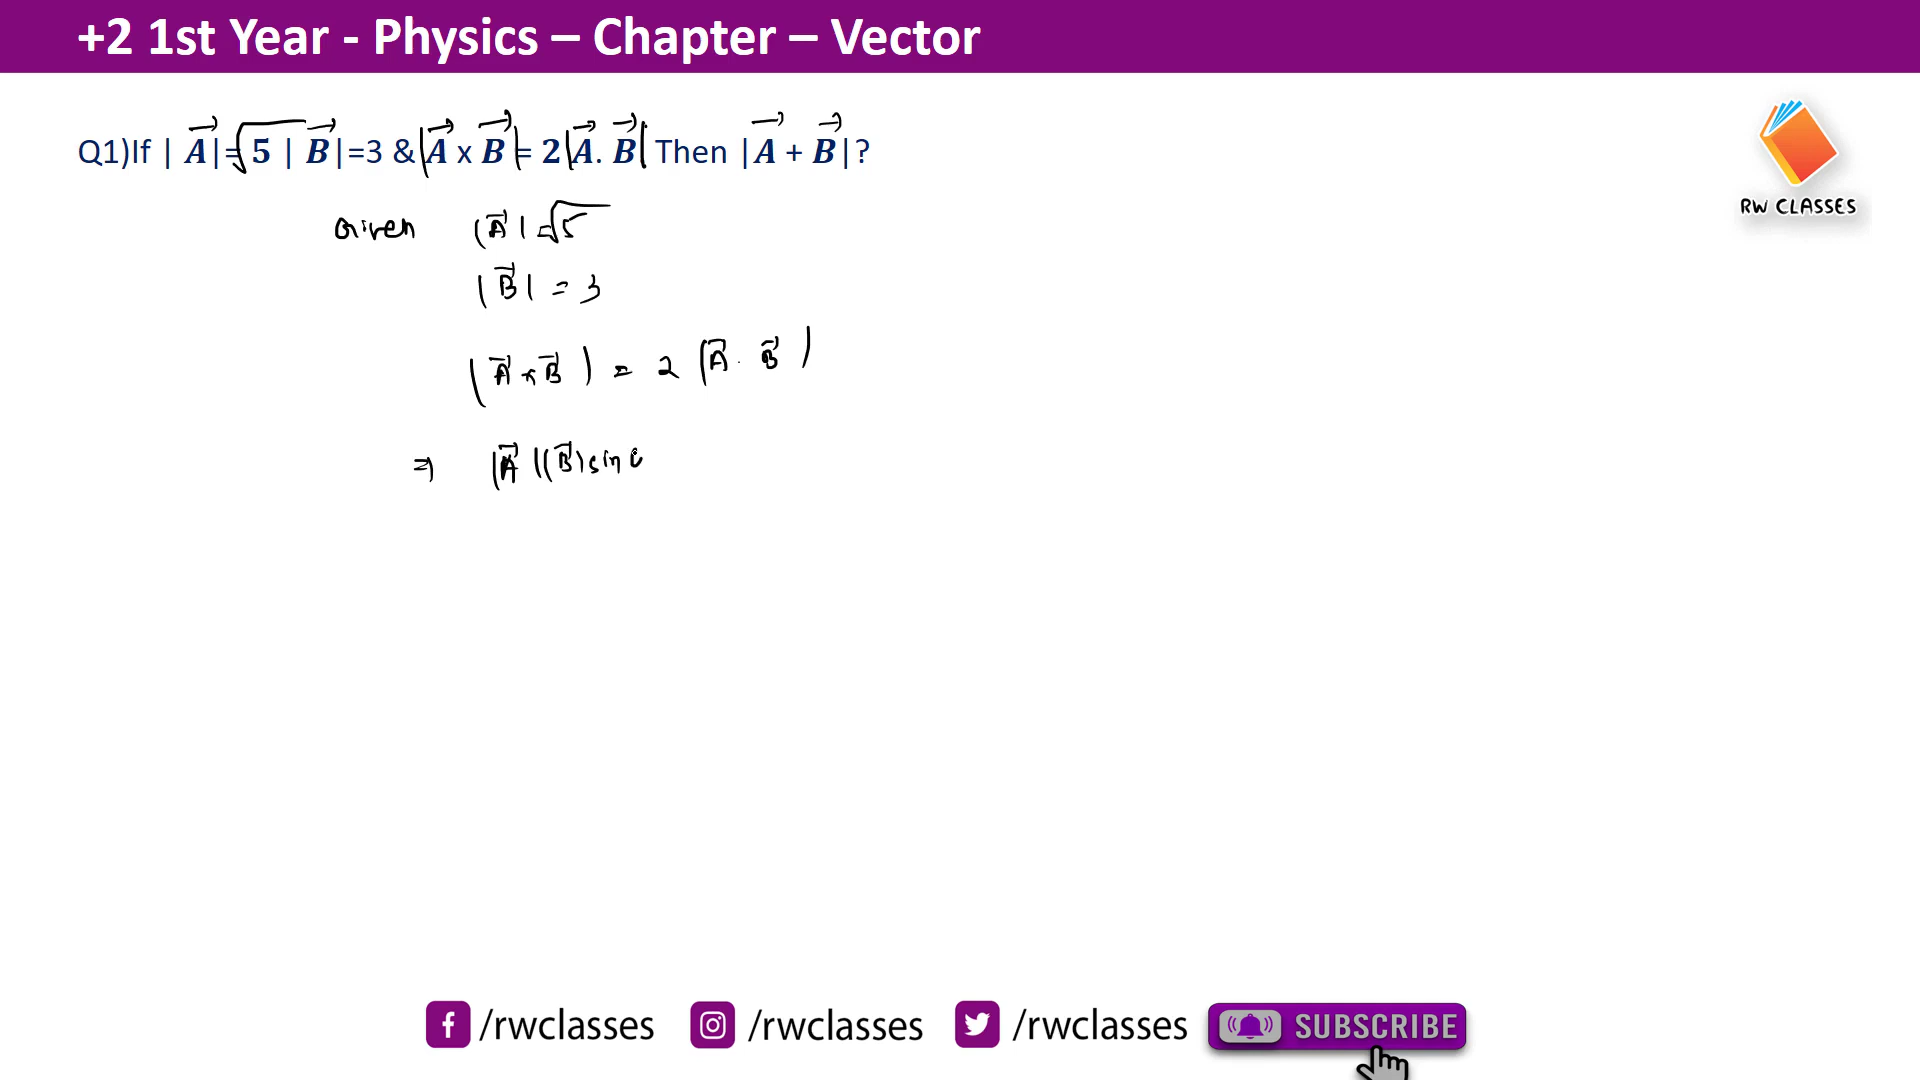 +2 1st Year - Physics – Chapter – Vector
Q1)If | A⃗|=√5 | B⃗|=3 & |A⃗ x B⃗|= 2|A⃗. B⃗| Then |A⃗ + B⃗|?
RW CLASSES
Given |A⃗| = √5
|B⃗| = 3
|A⃗ × B⃗| = 2 |A⃗ . B⃗|
⇒ |A⃗||B⃗| sin
/rwclasses /rwclasses /rwclasses SUBSCRIBE